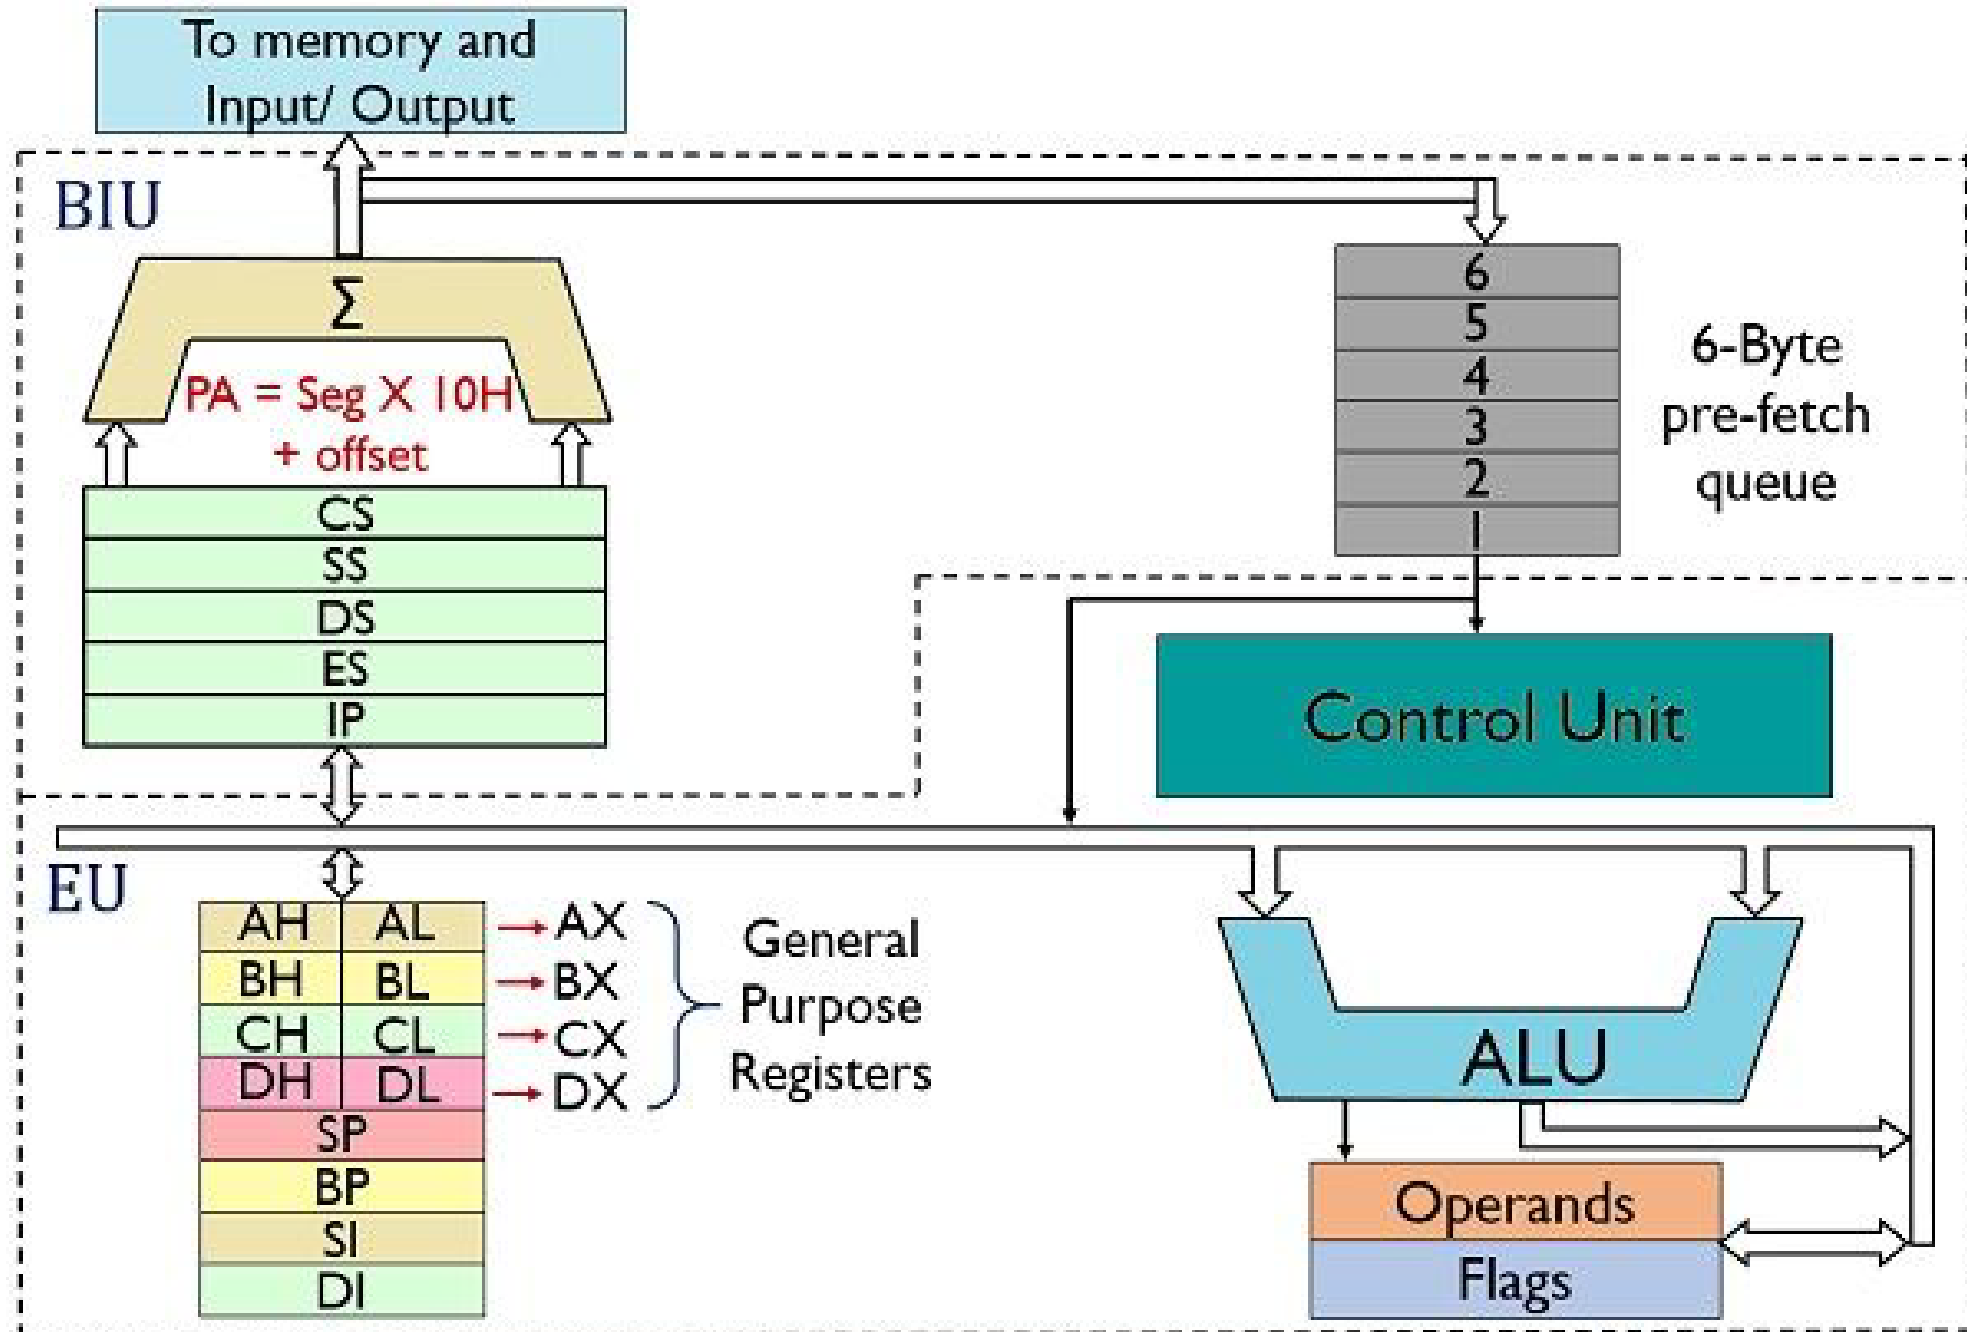 To memory and
Input/ Output
BIU
Σ
PA = Seg X 10H
+ offset
CS
SS
DS
ES
IP
6
5
4
3
2
1
6-Byte
pre-fetch
queue
Control Unit
EU
AH AL → AX
BH BL → BX
CH CL → CX
DH DL → DX
SP
BP
SI
DI
General
Purpose
Registers
ALU
Operands
Flags